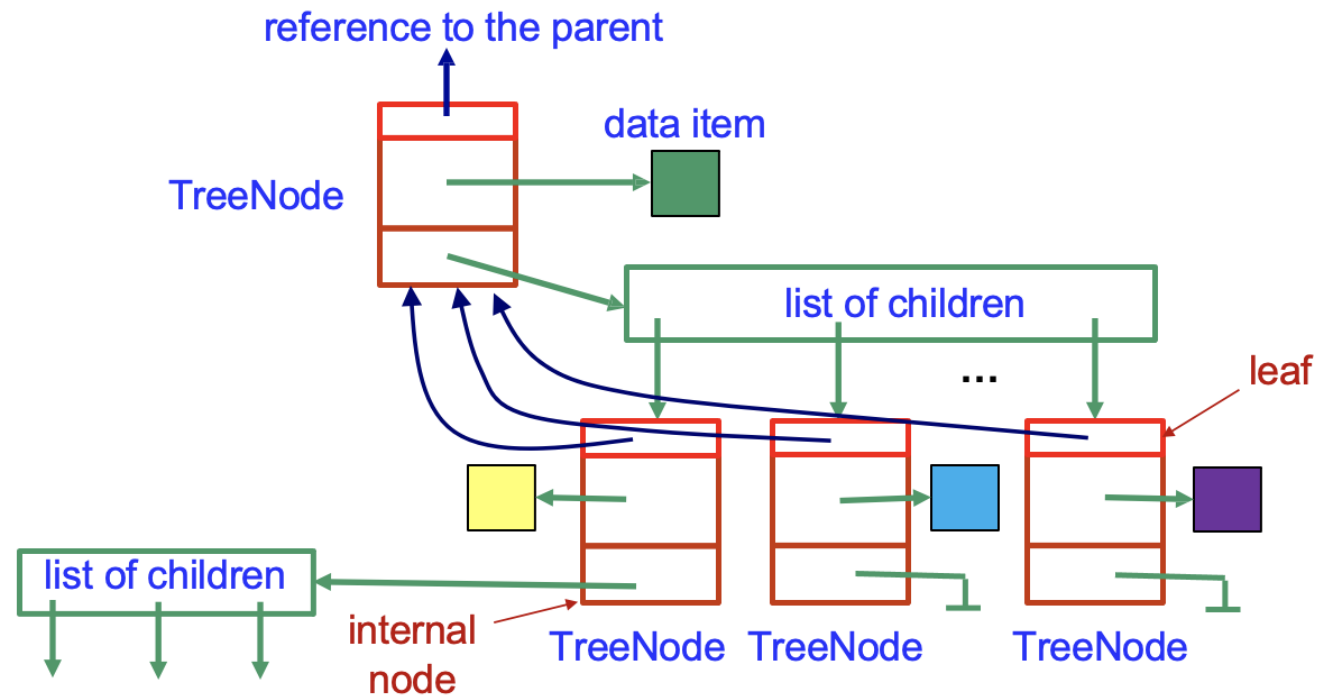 reference to the parent
data item
TreeNode
list of children
...
leaf
list of children
internal
node
TreeNode
TreeNode
TreeNode